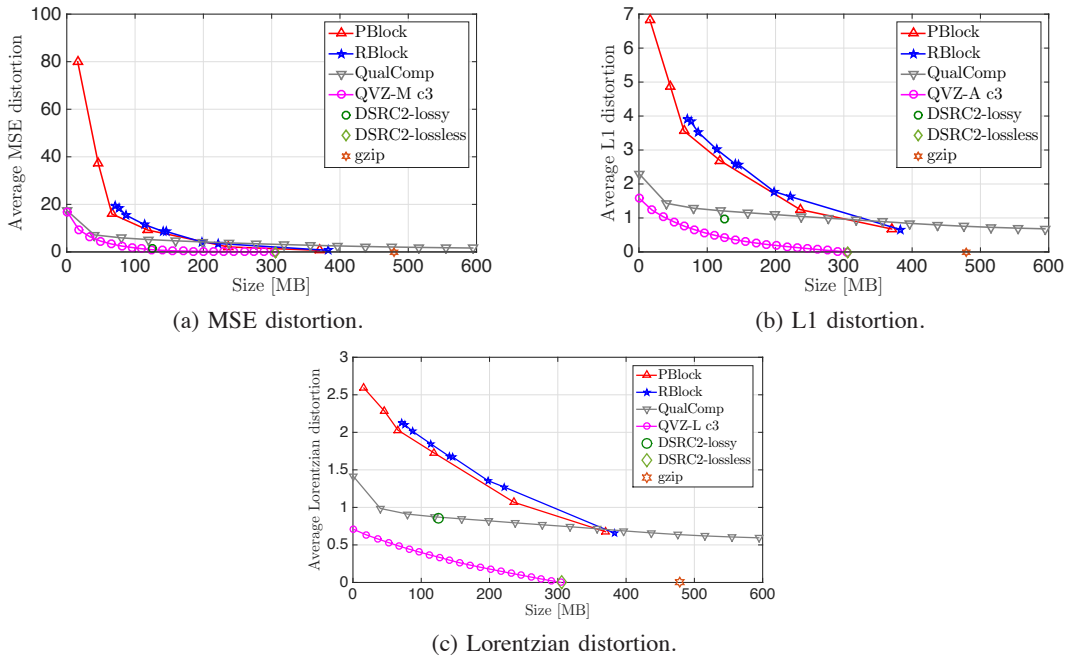 100
80
60
40
20
0
0
100
200
300
400
500
600
Average MSE distortion
Size [MB]
PBlock
RBlock
QualComp
QVZ-M c3
DSRC2-lossy
DSRC2-lossless
gzip
(a) MSE distortion.
7
6
5
4
3
2
1
0
0
100
200
300
400
500
600
Average L1 distortion
Size [MB]
PBlock
RBlock
QualComp
QVZ-A c3
DSRC2-lossy
DSRC2-lossless
gzip
(b) L1 distortion.
3
2.5
2
1.5
1
0.5
0
0
100
200
300
400
500
600
Average Lorentzian distortion
Size [MB]
PBlock
RBlock
QualComp
QVZ-L c3
DSRC2-lossy
DSRC2-lossless
gzip
(c) Lorentzian distortion.